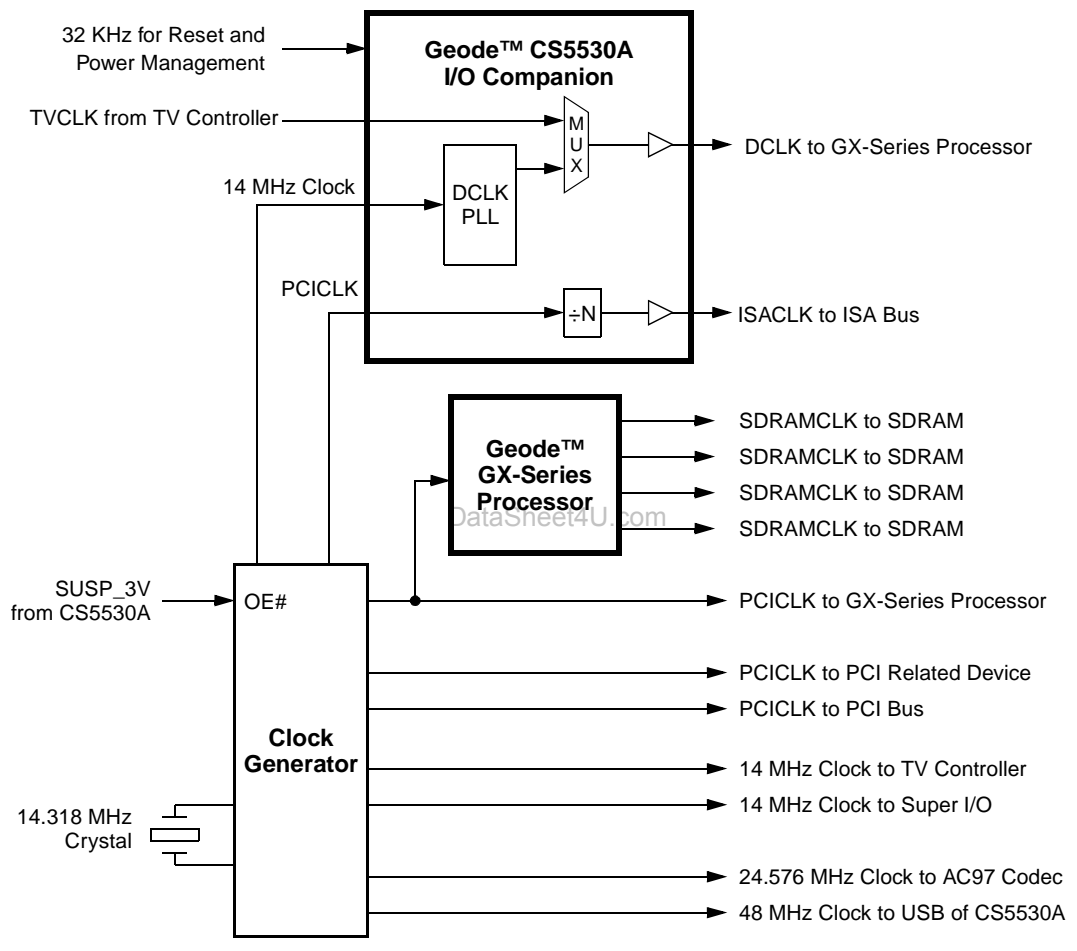 32 KHz for Reset and
Power Management
Geode™ CS5530A
I/O Companion
TVCLK from TV Controller
M
U
X
DCLK to GX-Series Processor
14 MHz Clock
DCLK
PLL
PCICLK
÷N
ISACLK to ISA Bus
Geode™
GX-Series
Processor
SDRAMCLK to SDRAM
SDRAMCLK to SDRAM
SDRAMCLK to SDRAM
SDRAMCLK to SDRAM
DataSheet4U.com
SUSP_3V
from CS5530A
OE#
PCICLK to GX-Series Processor
PCICLK to PCI Related Device
PCICLK to PCI Bus
Clock
Generator
14 MHz Clock to TV Controller
14 MHz Clock to Super I/O
14.318 MHz
Crystal
24.576 MHz Clock to AC97 Codec
48 MHz Clock to USB of CS5530A